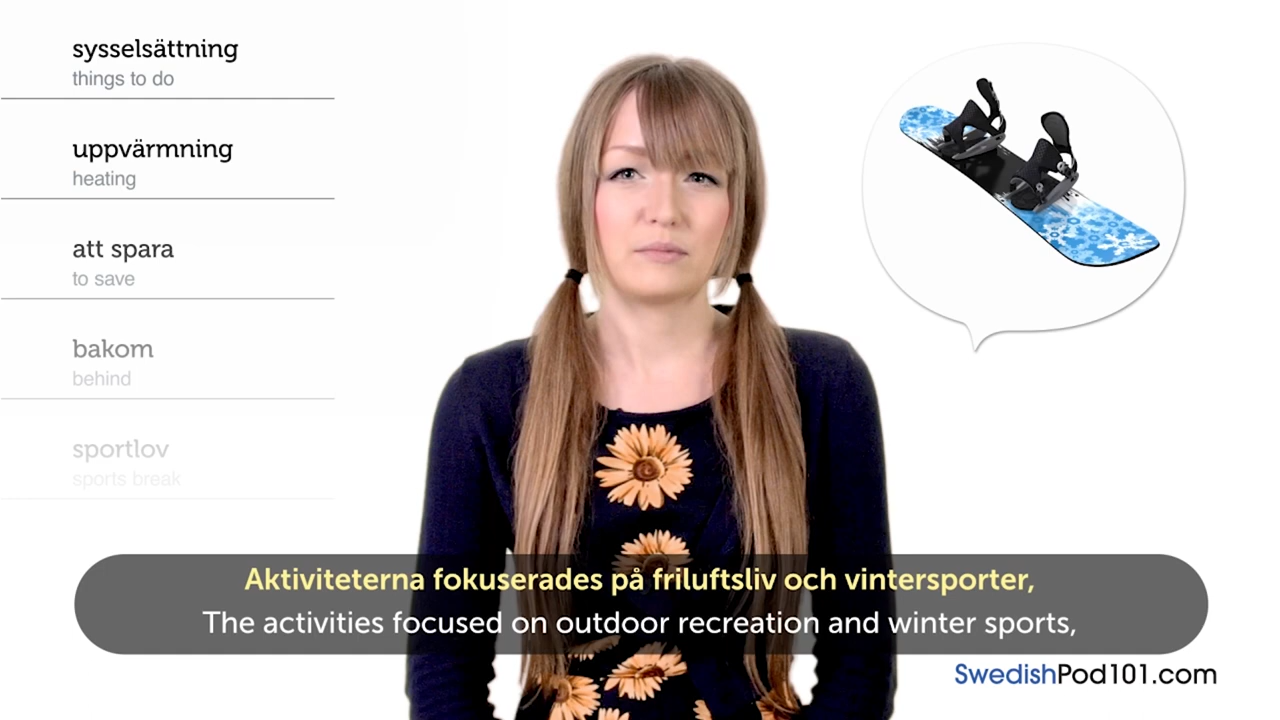 sysselsättning
things to do
uppvärmning
heating
att spara
to save
bakom
behind
sportlov
sports break
Aktiviteterna fokuserades på friluftsliv och vintersporter,
The activities focused on outdoor recreation and winter sports,
SwedishPod101.com